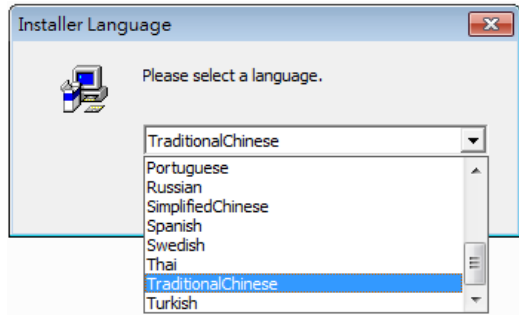 Installer Language
Please select a language.
TraditionalChinese
Portuguese
Russian
SimplifiedChinese
Spanish
Swedish
Thai
TraditionalChinese
Turkish